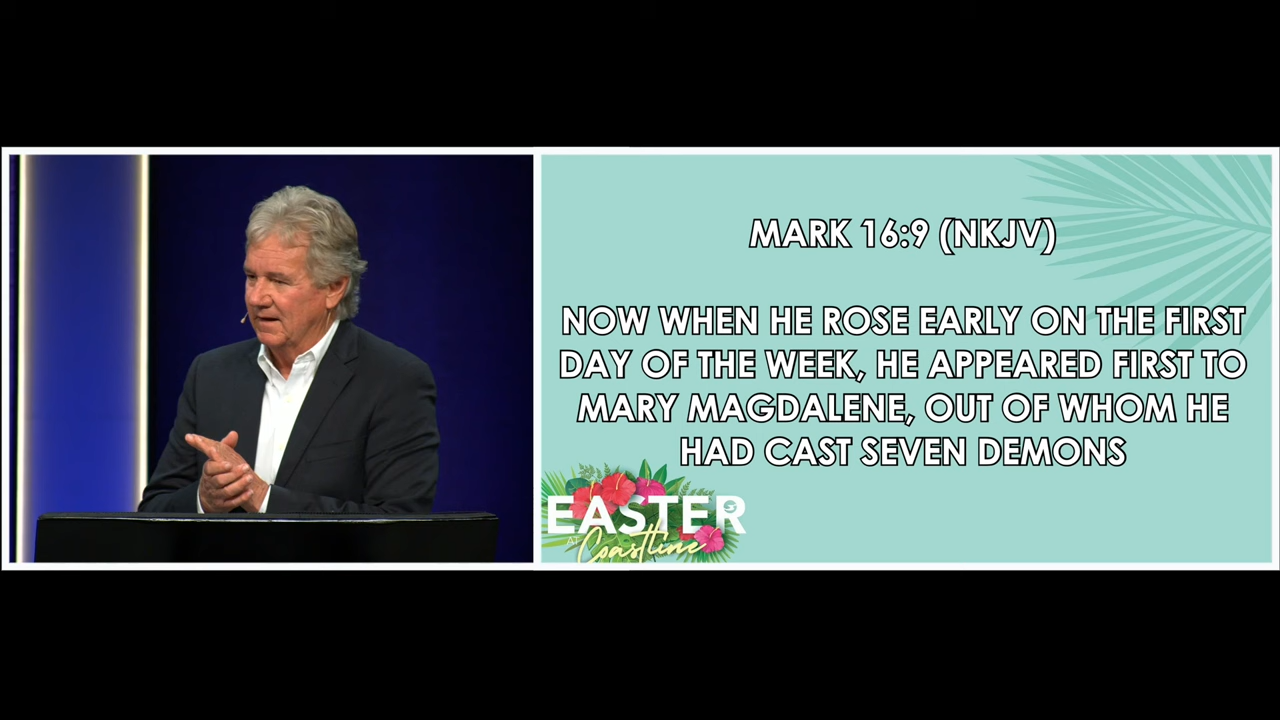 MARK 16:9 (NKJV)
NOW WHEN HE ROSE EARLY ON THE FIRST
DAY OF THE WEEK, HE APPEARED FIRST TO
MARY MAGDALENE, OUT OF WHOM HE
HAD CAST SEVEN DEMONS
EASTER
AT Coastline